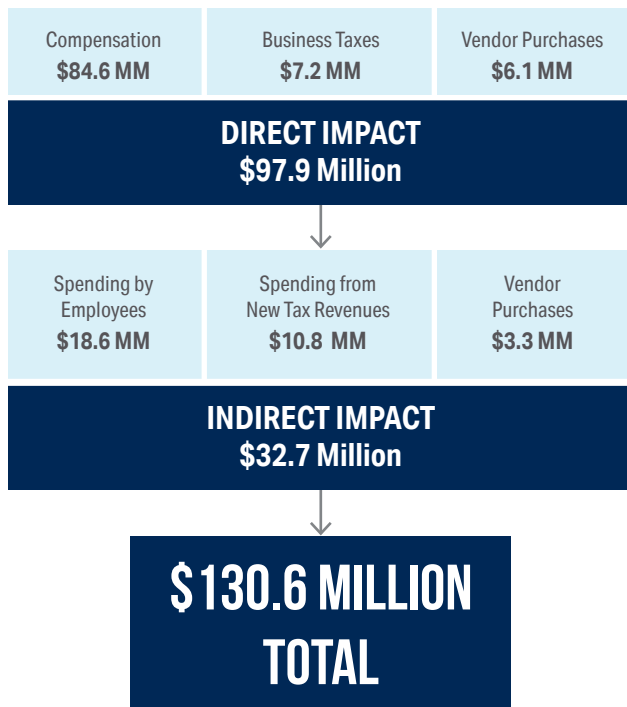 Compensation
$84.6 MM
Business Taxes
$7.2 MM
Vendor Purchases
$6.1 MM
DIRECT IMPACT
$97.9 Million
Spending by
Employees
$18.6 MM
Spending from
New Tax Revenues
$10.8 MM
Vendor
Purchases
$3.3 MM
INDIRECT IMPACT
$32.7 Million
$130.6 MILLION
TOTAL